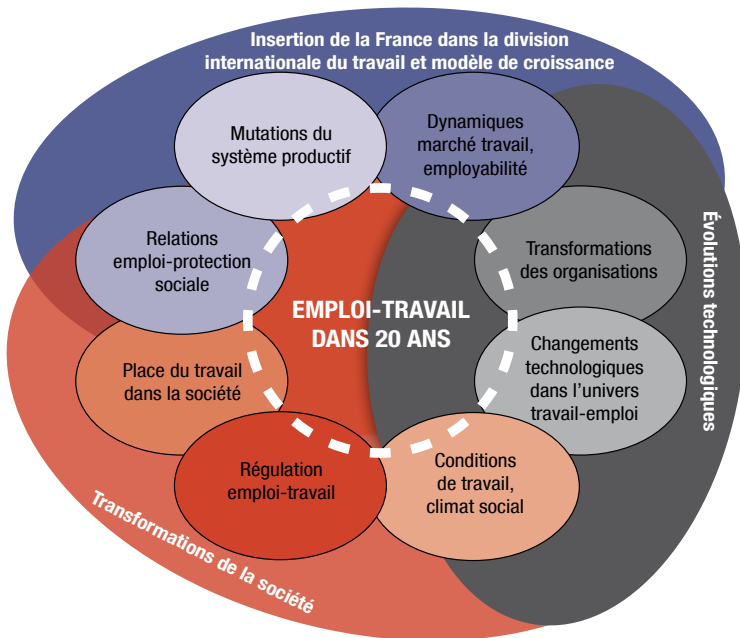 Insertion de la France dans la division
internationale du travail et modèle de croissance
Mutations du
système productif
Dynamiques
marché travail,
employabilité
Relations
emploi-protection
sociale
Transformations
des organisations
Évolutions technologiques
EMPLOI-TRAVAIL
DANS 20 ANS
Place du travail
dans la société
Changements
technologiques
dans l'univers
travail-emploi
Régulation
emploi-travail
Conditions
de travail,
climat social
Transformations de la société